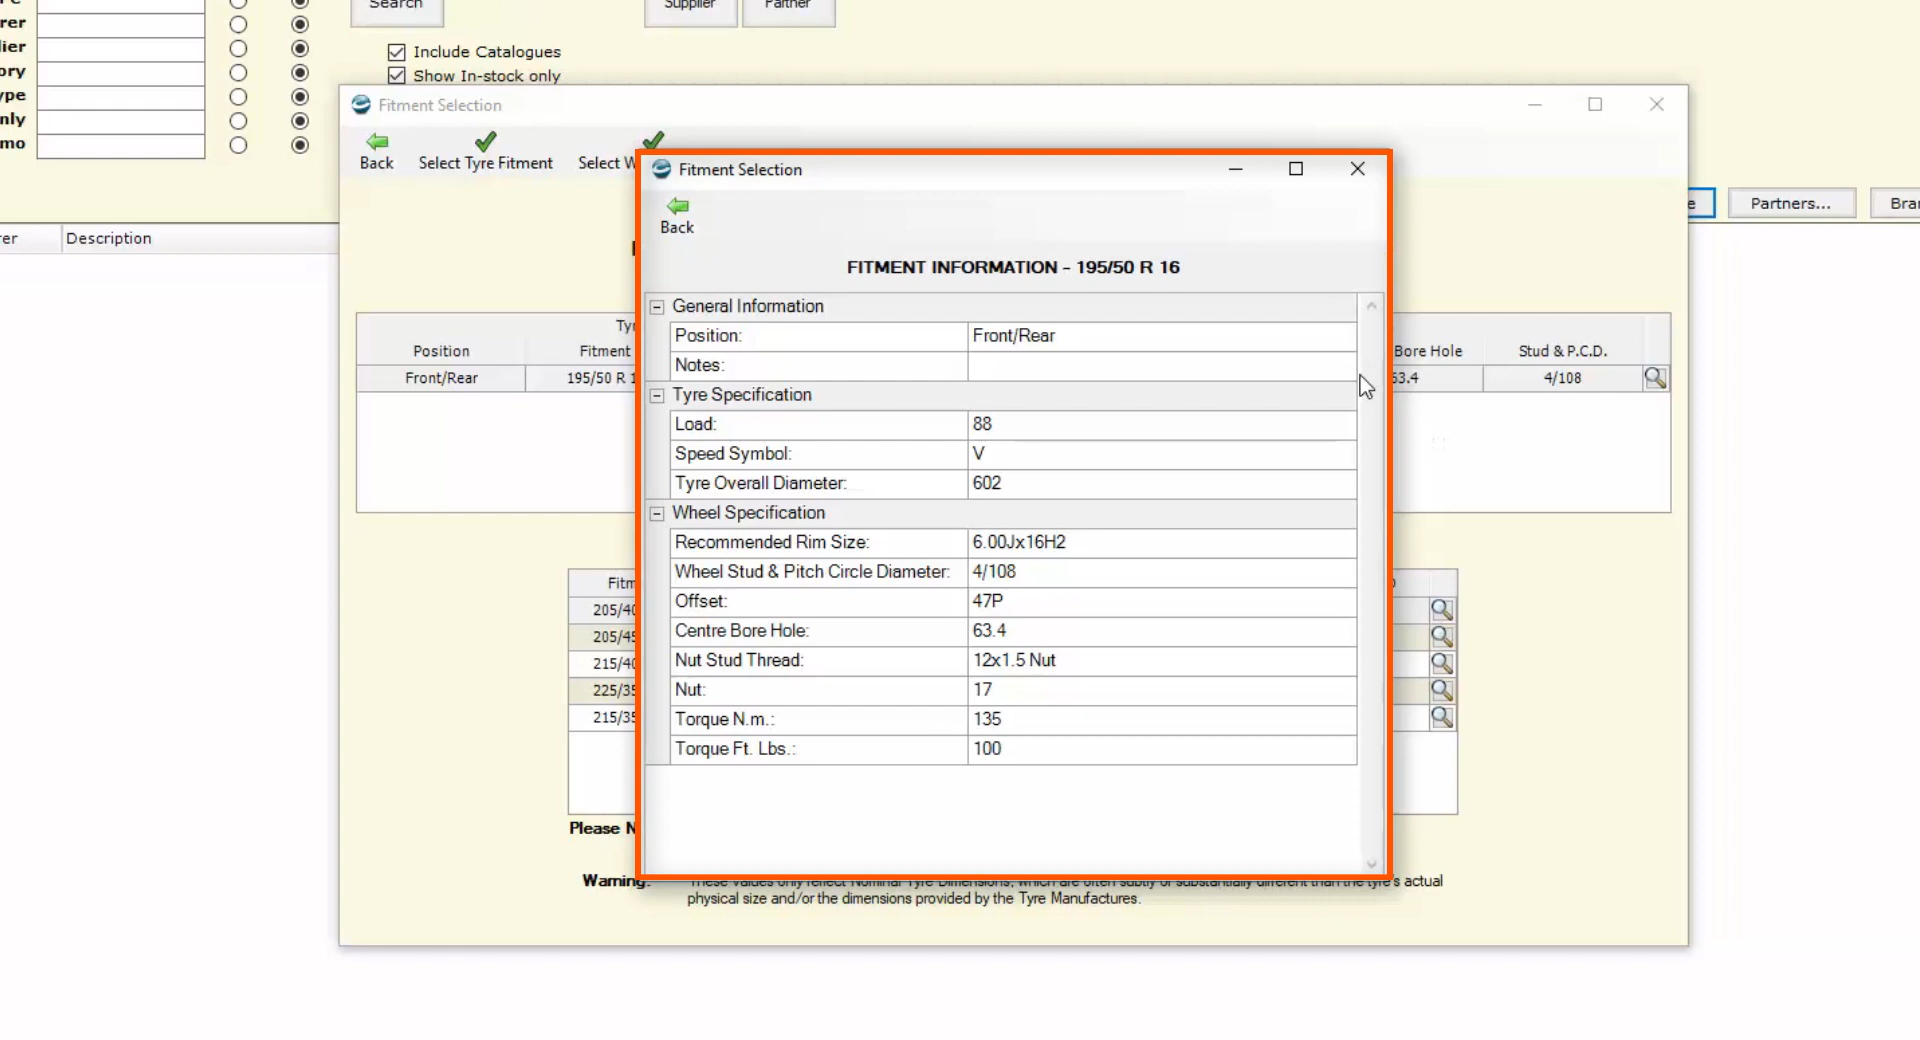 Search
Supplier
Partner
Include Catalogues
Show In-stock only
Fitment Selection
Back
Select Tyre Fitment
Select
Partners...
Description
Position
Fitment
Bore Hole
Stud & P.C.D.
Front/Rear
195/50 R
4/108
Fitment Selection
Back
FITMENT INFORMATION - 195/50 R 16
General Information
Position: Front/Rear
Notes:
Tyre Specification
Load: 88
Speed Symbol: V
Tyre Overall Diameter: 602
Wheel Specification
Recommended Rim Size: 6.00Jx16H2
Wheel Stud & Pitch Circle Diameter: 4/108
Offset: 47P
Centre Bore Hole: 63.4
Nut Stud Thread: 12x1.5 Nut
Nut: 17
Torque N.m.: 135
Torque Ft. Lbs.: 100
205/40
205/45
215/40
225/35
215/35
Please
Warning: These values only reflect Nominal Tyre Dimensions, which are often subtly or substantially different than the tyre's actual
physical size and/or the dimensions provided by the Tyre Manufactures.